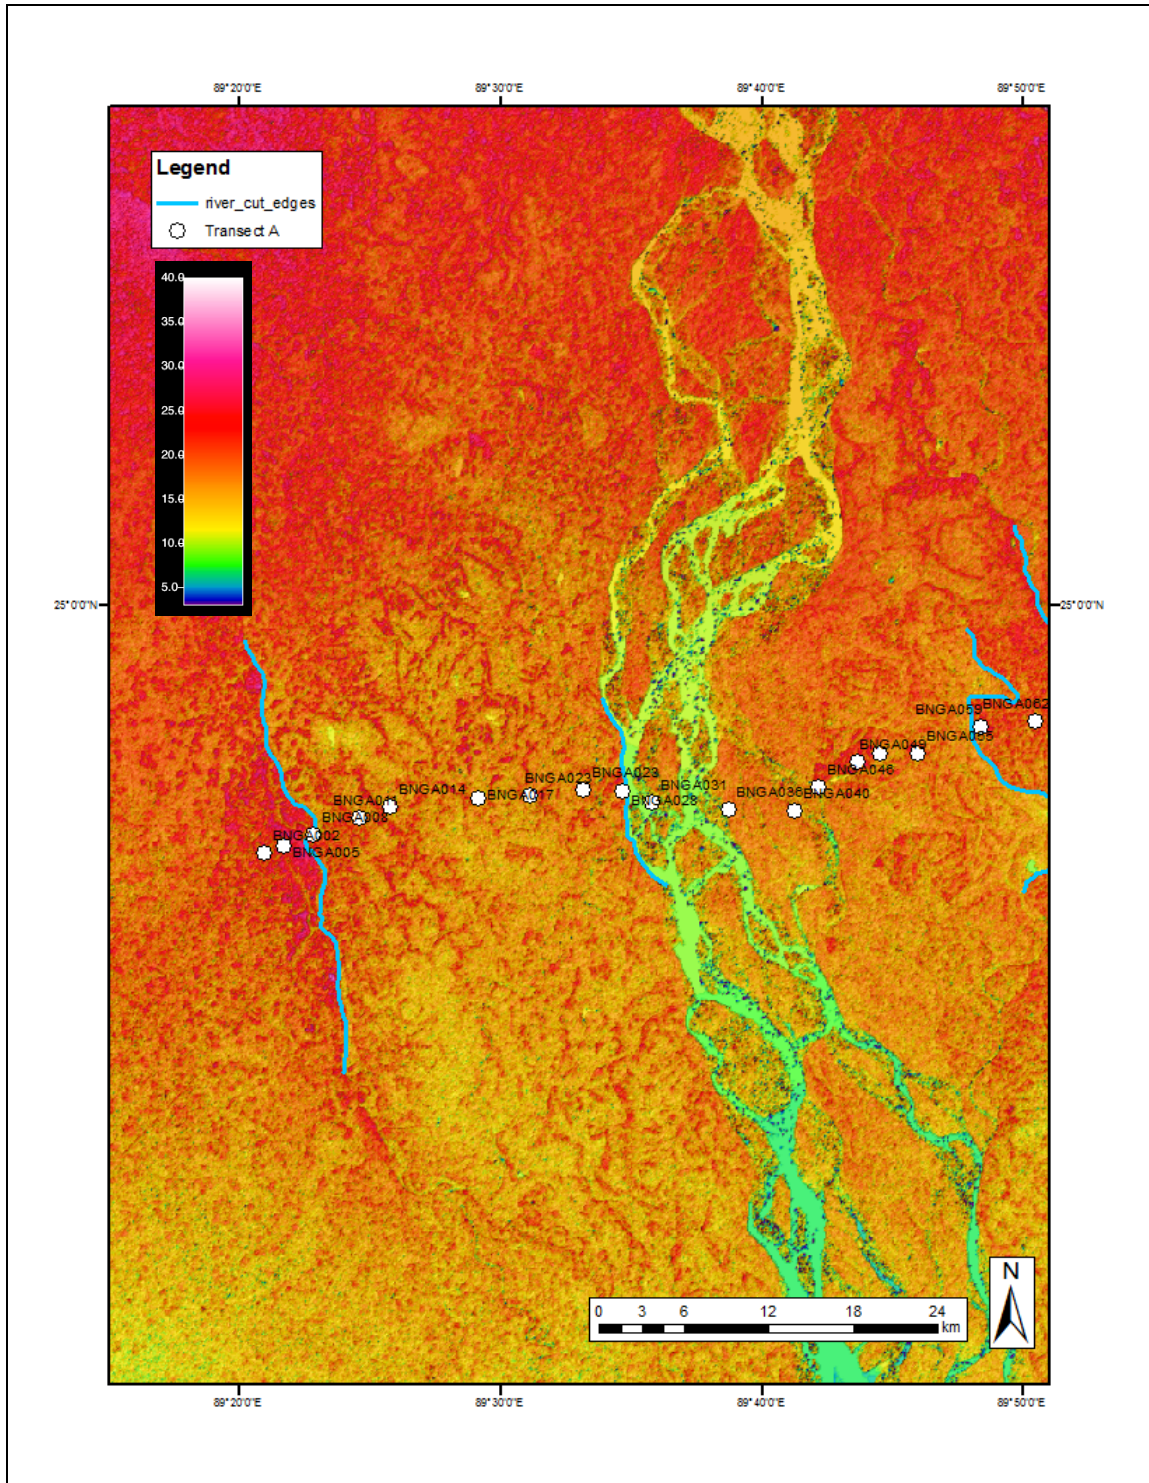 89°20'0"E 89°30'0"E 89°40'0"E 89°50'0"E
Legend
river_cut_edges
Transect A
40.0
35.0
30.0
25.0
20.0
15.0
10.0
5.0
25°0'0"N 25°0'0"N
BNGA059 BNGA062
BNGA055
BNGA049
BNGA046
BNGA023 BNGA029 BNGA031
BNGA014 BNGA036 BNGA040
BNGA011 BNGA017 BNGA028
BNGA008
BNGA002
BNGA005
N
0 3 6 12 18 24
km
89°20'0"E 89°30'0"E 89°40'0"E 89°50'0"E